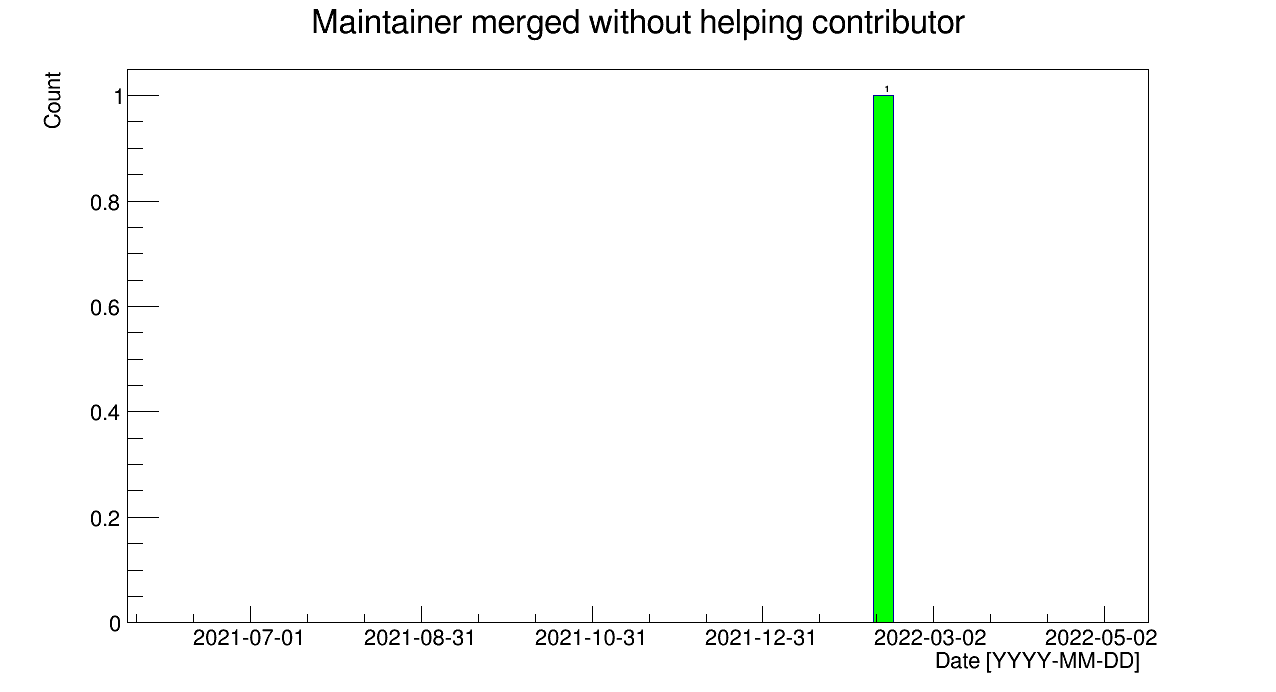 Maintainer merged without helping contributor
Count
1
1
0.8
0.6
0.4
0.2
0
2021-07-01 2021-08-31 2021-10-31 2021-12-31 2022-03-02 2022-05-02
Date [YYYY-MM-DD]